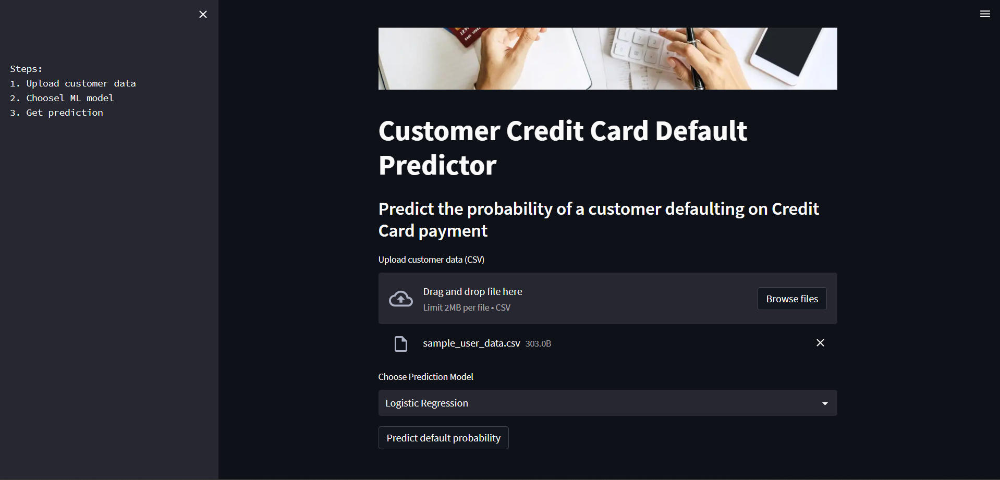 Steps:
1. Upload customer data
2. Choosel ML model
3. Get prediction
Customer Credit Card Default
Predictor
Predict the probability of a customer defaulting on Credit
Card payment
Upload customer data (CSV)
Drag and drop file here
Limit 2MB per file • CSV
Browse files
sample_user_data.csv 303.0B
Choose Prediction Model
Logistic Regression
Predict default probability